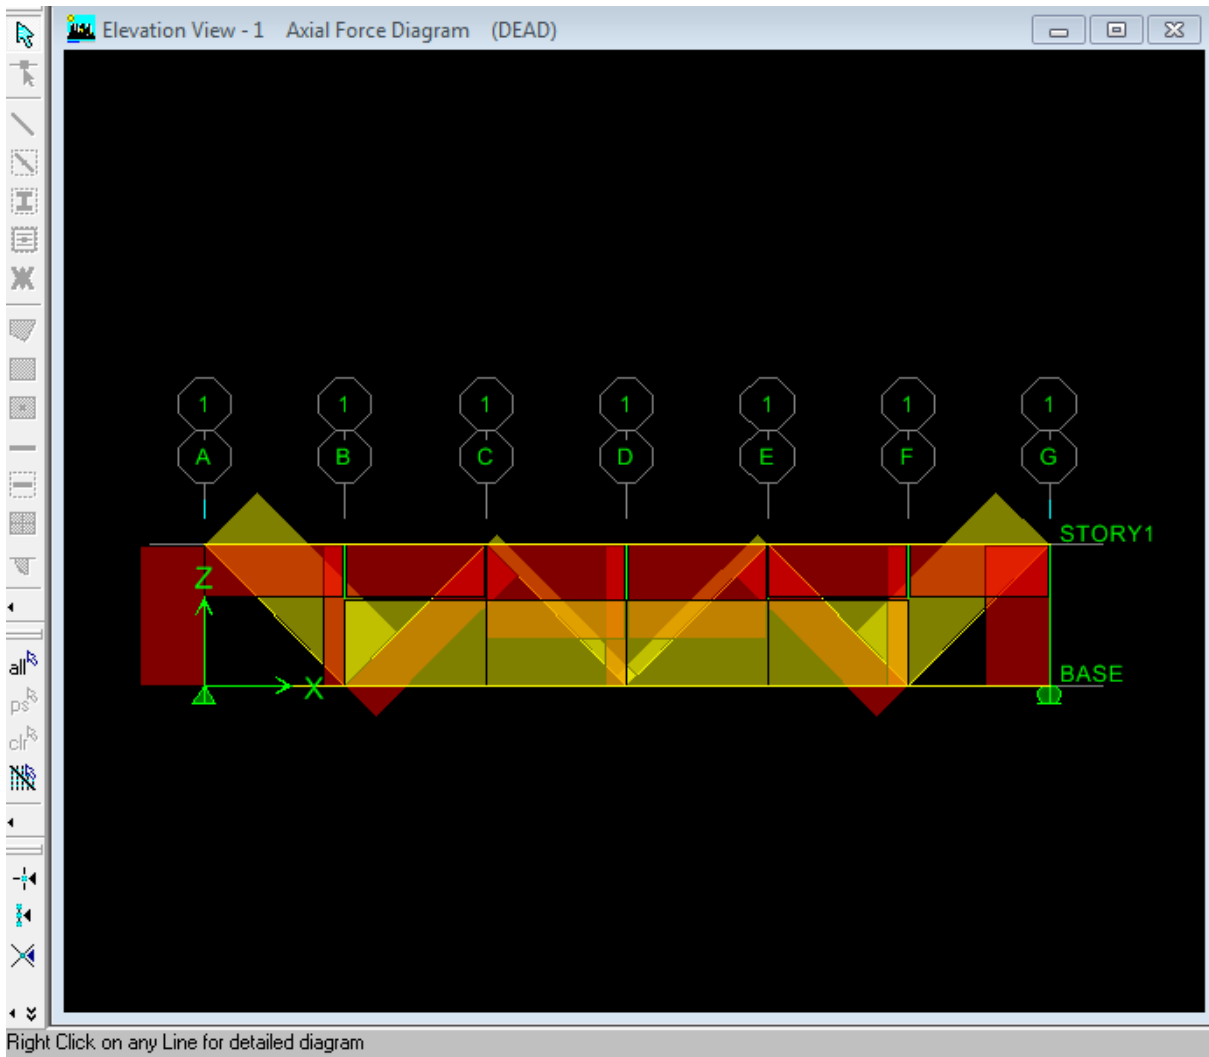 Elevation View - 1 Axial Force Diagram (DEAD)
1 1 1 1 1 1 1
A B C D E F G
STORY1
Z
all
BASE
X
ps
clr
Right Click on any Line for detailed diagram